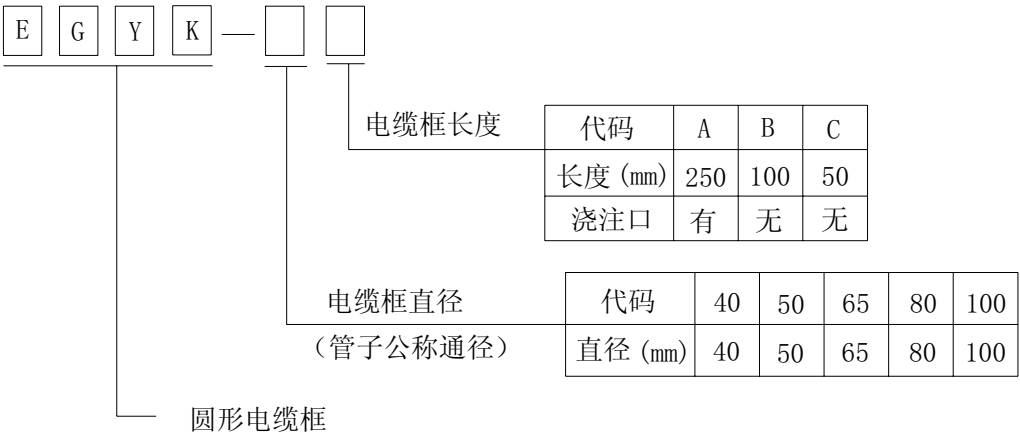 E G Y K —
电缆框长度
代码 A B C
长度(mm) 250 100 50
浇注口 有 无 无
电缆框直径
(管子公称通径)
代码 40 50 65 80 100
直径(mm) 40 50 65 80 100
圆形电缆框